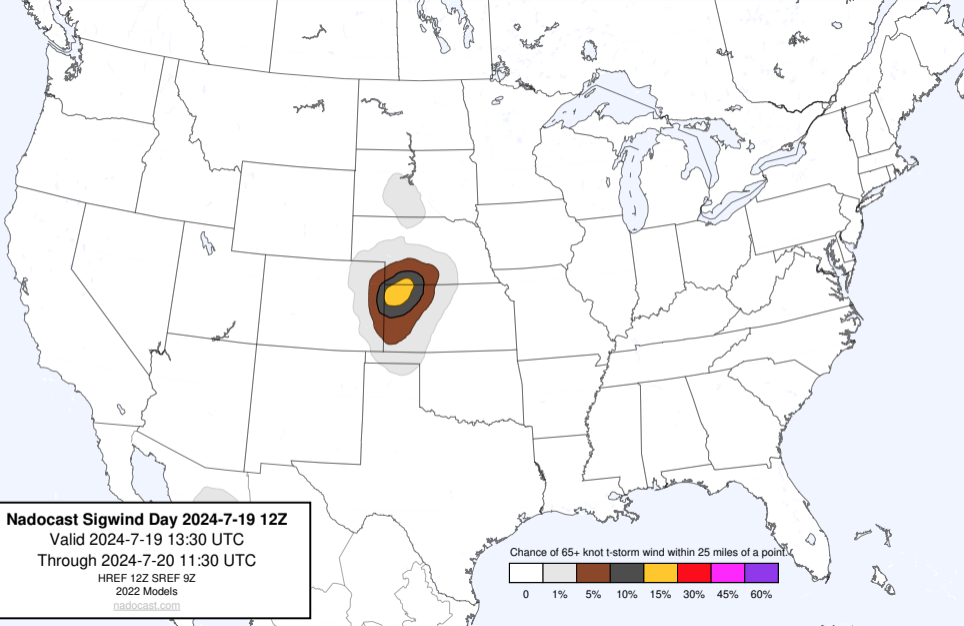 Nadocast Sigwind Day 2024-7-19 12Z
Valid 2024-7-19 13:30 UTC
Through 2024-7-20 11:30 UTC
HREF 12Z SREF 9Z
2022 Models
nadocast.com
Chance of 65+ knot t-storm wind within 25 miles of a point.
0 1% 5% 10% 15% 30% 45% 60%